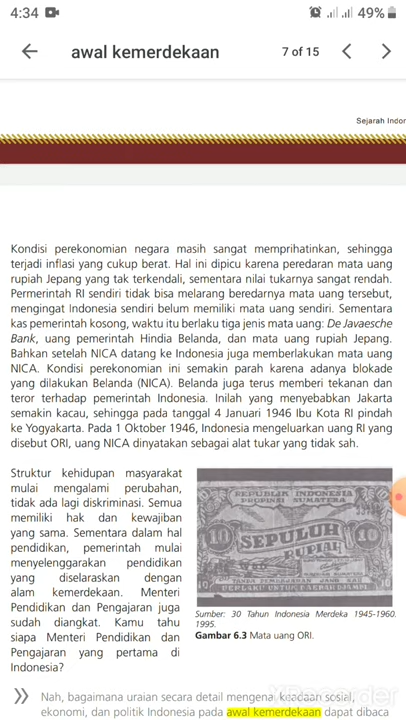 4:34
49%
awal kemerdekaan
7 of 15
Sejarah Indor
Kondisi perekonomian negara masih sangat memprihatinkan, sehingga
terjadi inflasi yang cukup berat. Hal ini dipicu karena peredaran mata uang
rupiah Jepang yang tak terkendali, sementara nilai tukarnya sangat rendah.
Permerintah RI sendiri tidak bisa melarang beredarnya mata uang tersebut,
mengingat Indonesia sendiri belum memiliki mata uang sendiri. Sementara
kas pemerintah kosong, waktu itu berlaku tiga jenis mata uang: De Javaesche
Bank, uang pemerintah Hindia Belanda, dan mata uang rupiah Jepang.
Bahkan setelah NICA datang ke Indonesia juga memberlakukan mata uang
NICA. Kondisi perekonomian ini semakin parah karena adanya blokade
yang dilakukan Belanda (NICA). Belanda juga terus memberi tekanan dan
teror terhadap pemerintah Indonesia. Inilah yang menyebabkan Jakarta
semakin kacau, sehingga pada tanggal 4 Januari 1946 Ibu Kota RI pindah
ke Yogyakarta. Pada 1 Oktober 1946, Indonesia mengeluarkan uang RI yang
disebut ORI, uang NICA dinyatakan sebagai alat tukar yang tidak sah.
Struktur kehidupan masyarakat
mulai mengalami perubahan,
tidak ada lagi diskriminasi. Semua
memiliki hak dan kewajiban
yang sama. Sementara dalam hal
pendidikan, pemerintah mulai
menyelenggarakan pendidikan
yang diselaraskan dengan
alam kemerdekaan. Menteri
Pendidikan dan Pengajaran juga
sudah diangkat. Kamu tahu
siapa Menteri Pendidikan dan
Pengajaran yang pertama di
Indonesia?
REPUBLIK INDONESIA
PROPINSI SUMATERA
10 SEPULUH 10
RUPIAH
TANDA PEMBAJARAN JANG SAH
BERLAKU UNTUK DAERAH DJAMBI
Sumber: 30 Tahun Indonesia Merdeka 1945-1960.
1995.
Gambar 6.3 Mata uang ORI.
Nah, bagaimana uraian secara detail mengenai keadaan sosial,
ekonomi, dan politik Indonesia pada awal kemerdekaan dapat dibaca